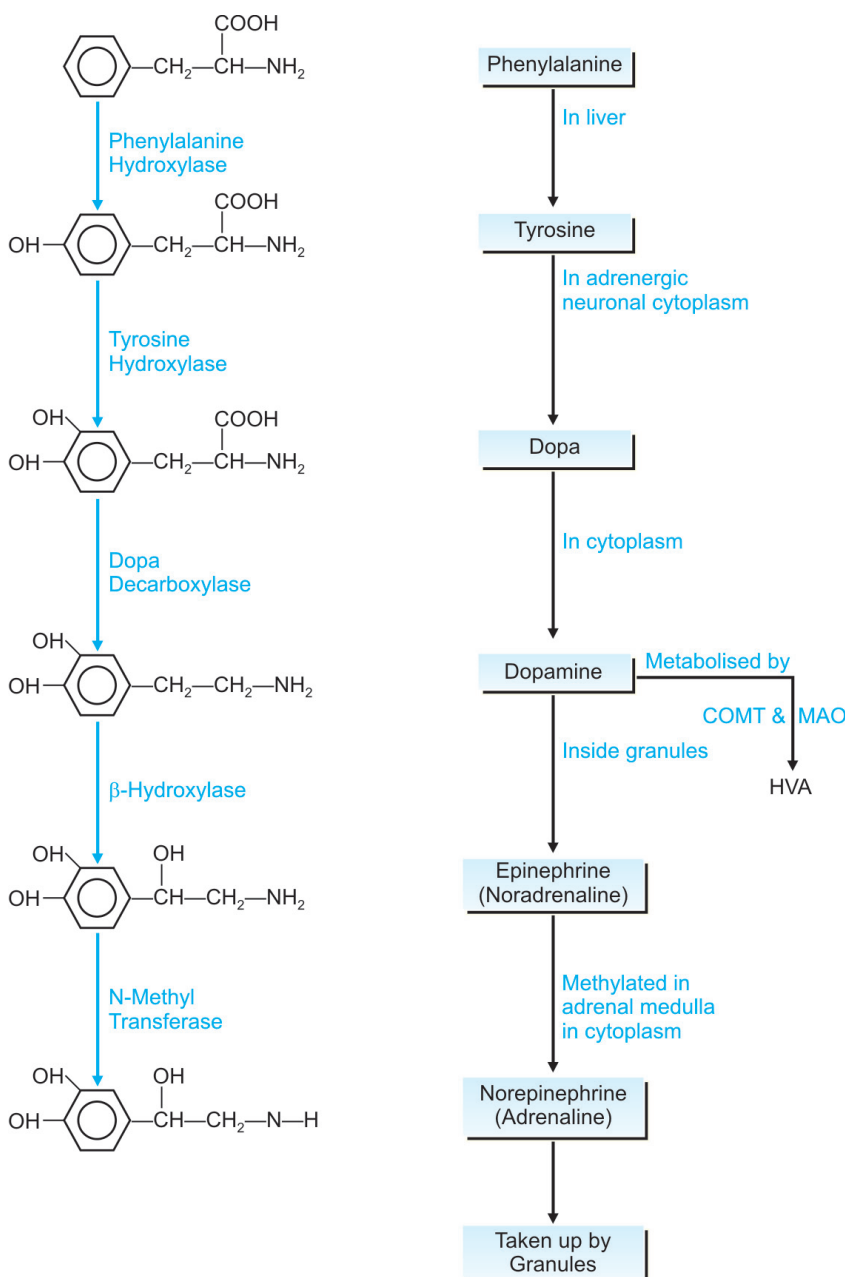 COOH
—CH₂—CH—NH₂
Phenylalanine
Hydroxylase
COOH
OH— —CH₂—CH—NH₂
Tyrosine
Hydroxylase
OH
COOH
OH— —CH₂—CH—NH₂
Dopa
Decarboxylase
OH
OH— —CH₂—CH₂—NH₂
β-Hydroxylase
OH
OH
OH— —CH—CH₂—NH₂
N-Methyl
Transferase
OH
OH
OH— —CH—CH₂—N—H
Phenylalanine
In liver
Tyrosine
In adrenergic
neuronal cytoplasm
Dopa
In cytoplasm
Dopamine
Metabolised by
COMT & MAO
HVA
Inside granules
Epinephrine
(Noradrenaline)
Methylated in
adrenal medulla
in cytoplasm
Norepinephrine
(Adrenaline)
Taken up by
Granules